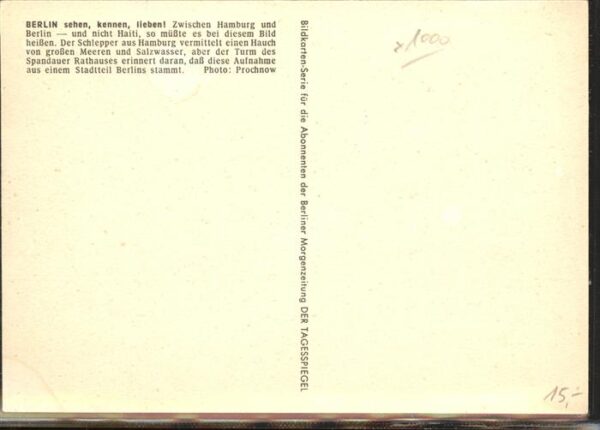 BERLIN sehen, kennen, lieben! Zwischen Hamburg und
Berlin — und nicht Haiti, so müßte es bei diesem Bild
heißen. Der Schlepper aus Hamburg vermittelt einen Hauch
von großen Meeren und Salzwasser, aber der Turm des
Spandauer Rathauses erinnert daran, daß diese Aufnahme
aus einem Stadtteil Berlins stammt. Photo: Prochnow
Bildkarten-Serie für die Abonnenten der Berliner Morgenzeitung DER TAGESSPIEGEL
x1000
15,-